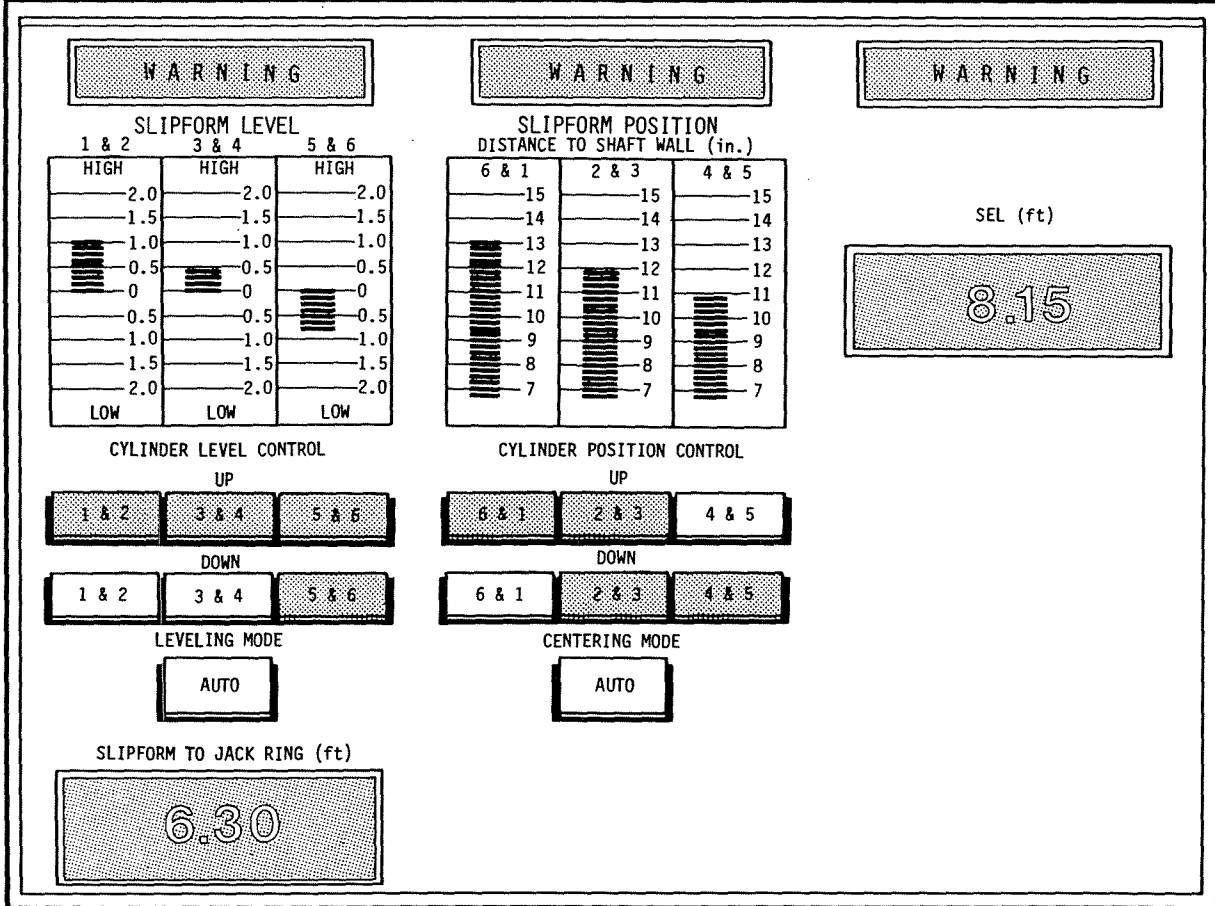 WARNING
SLIPFORM LEVEL
1 & 2 3 & 4 5 & 6
HIGH HIGH HIGH
2.0 2.0 2.0
1.5 1.5 1.5
1.0 1.0 1.0
0.5 0.5 0.5
0 0 0
0.5 0.5 0.5
1.0 1.0 1.0
1.5 1.5 1.5
2.0 2.0 2.0
LOW LOW LOW
CYLINDER LEVEL CONTROL
UP
1 & 2 3 & 4 5 & 6
DOWN
1 & 2 3 & 4 5 & 6
LEVELING MODE
AUTO
SLIPFORM TO JACK RING (ft)
6.30
WARNING
SLIPFORM POSITION
DISTANCE TO SHAFT WALL (in.)
6 & 1 2 & 3 4 & 5
15 15 15
14 14 14
13 13 13
12 12 12
11 11 11
10 10 10
9 9 9
8 8 8
7 7 7
CYLINDER POSITION CONTROL
UP
6 & 1 2 & 3 4 & 5
DOWN
6 & 1 2 & 3 4 & 5
CENTERING MODE
AUTO
WARNING
SEL (ft)
8.15